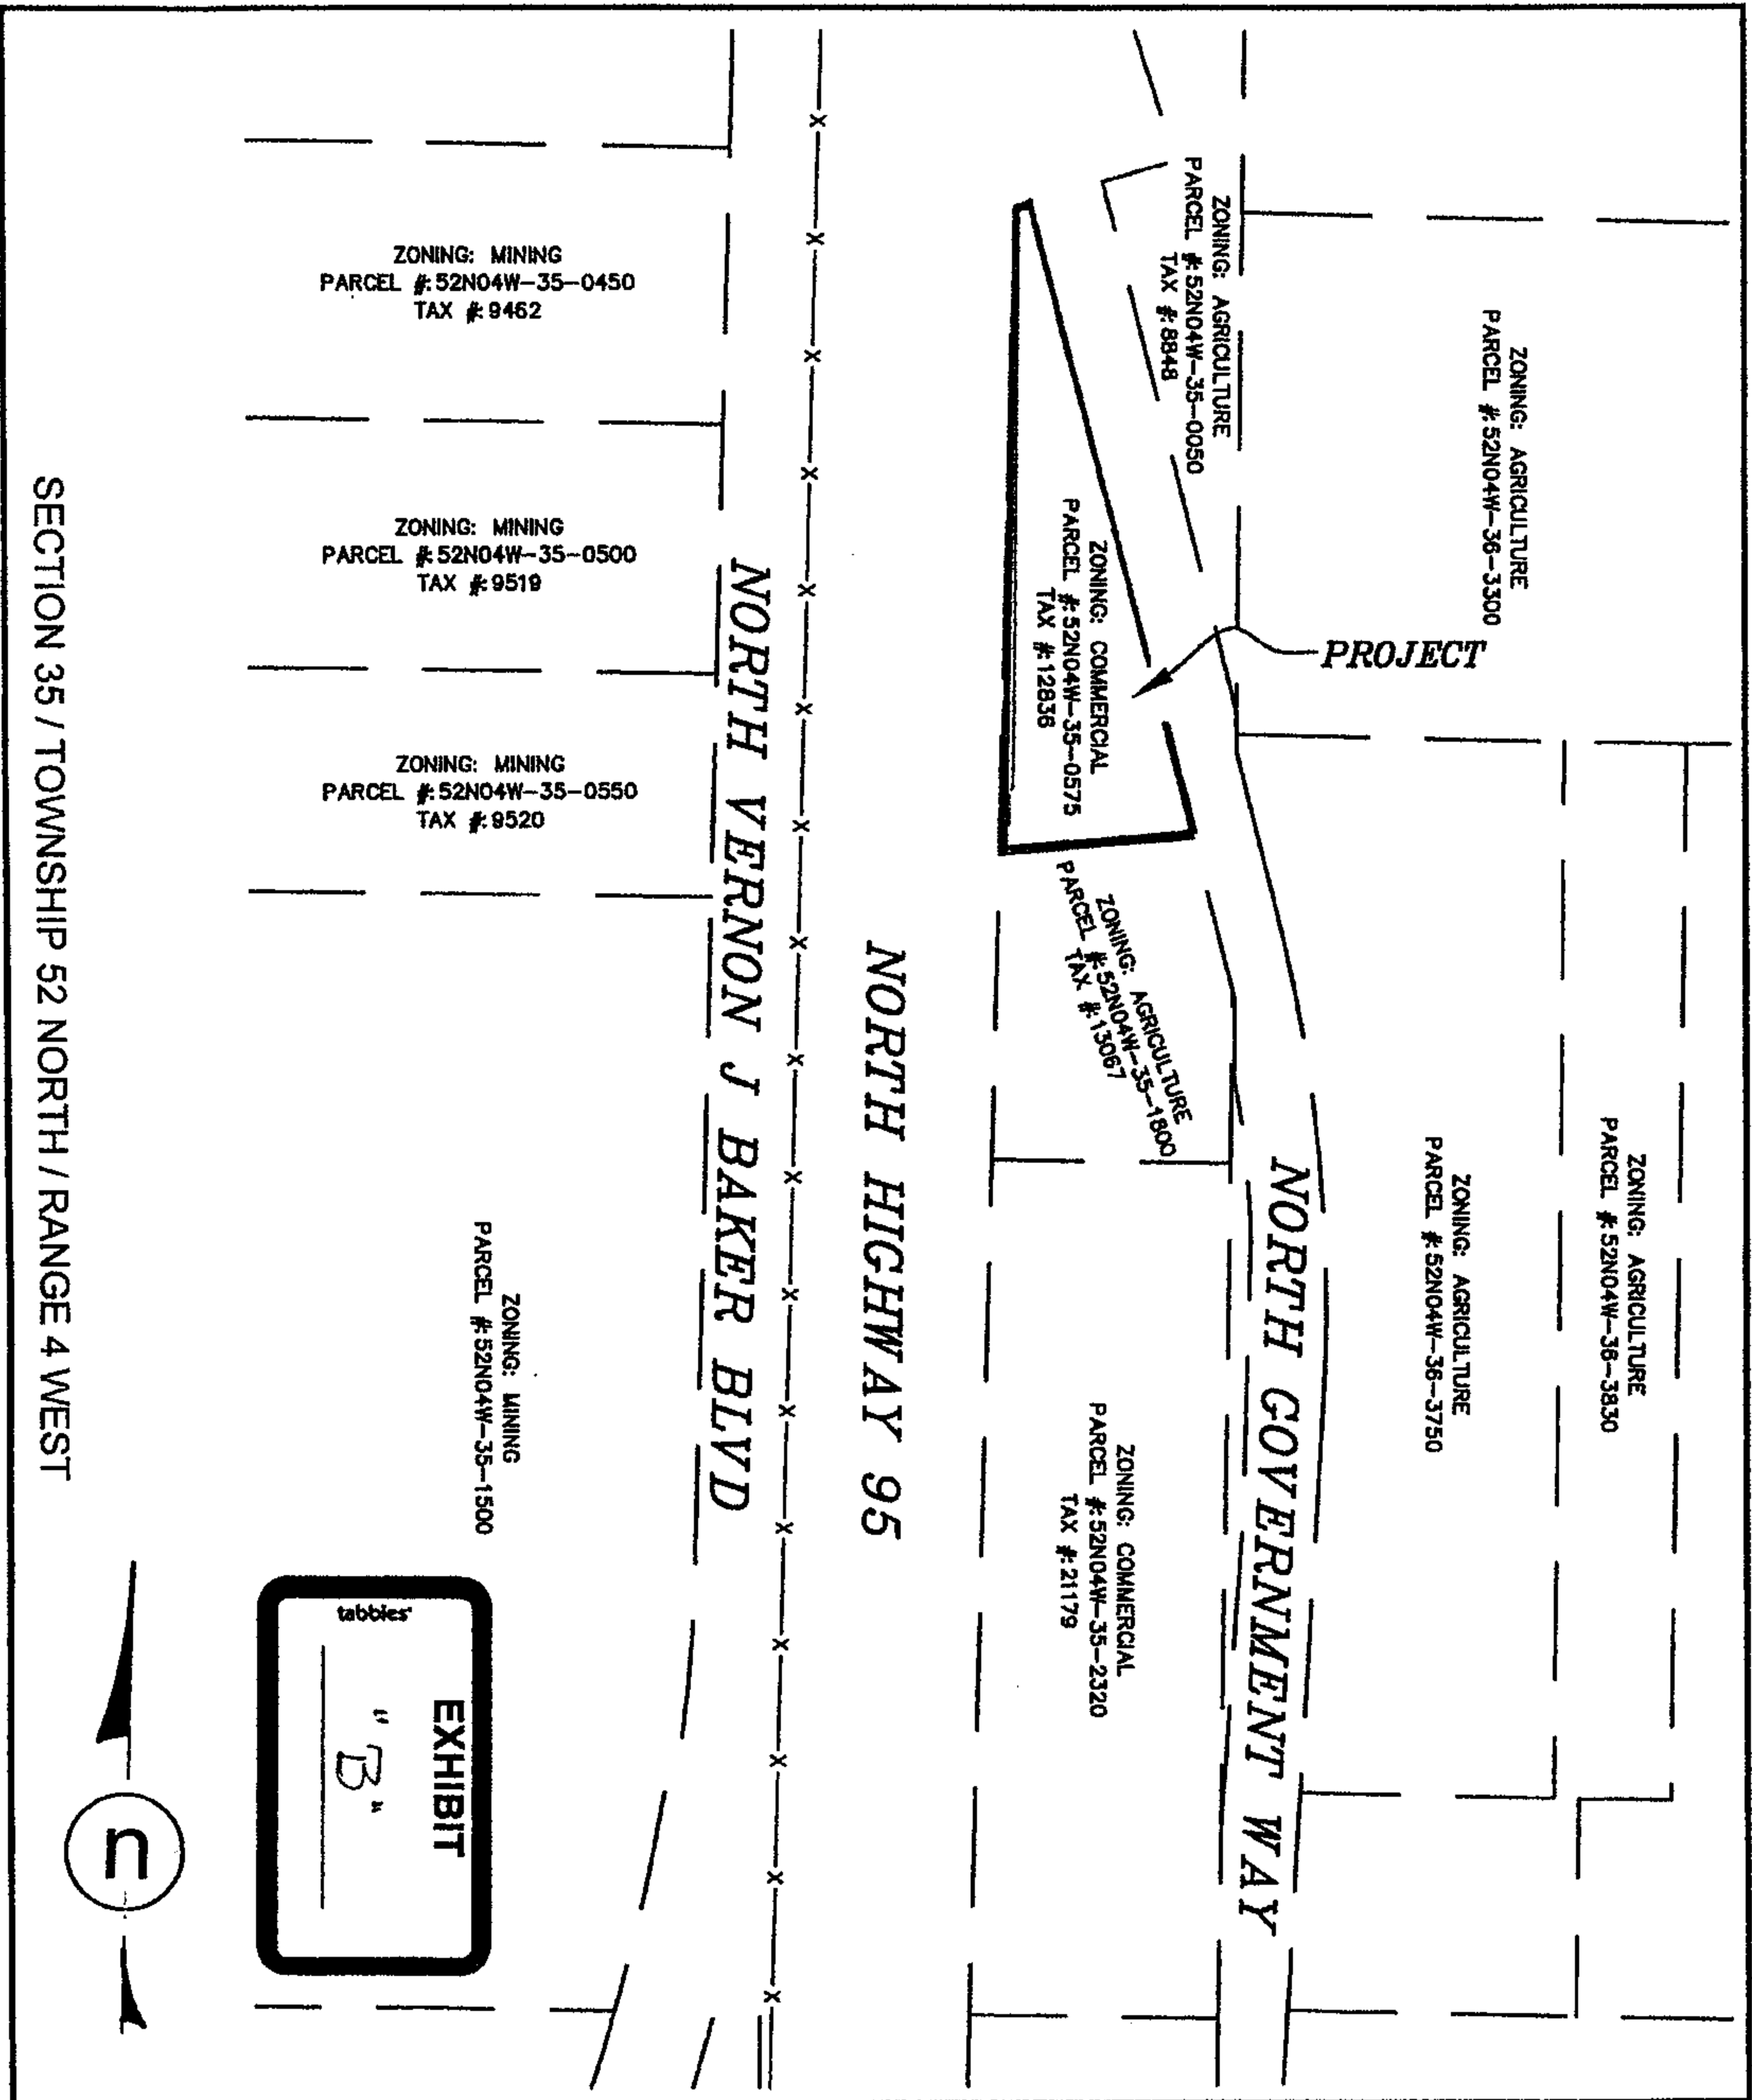 ZONING: AGRICULTURE
PARCEL #: 52N04W-36-3300
ZONING: AGRICULTURE
PARCEL #: 52N04W-36-3830
ZONING: AGRICULTURE
PARCEL #: 52N04W-36-3750
PROJECT
ZONING: AGRICULTURE
PARCEL #: 52N04W-35-0050
TAX #: 8848
ZONING: COMMERCIAL
PARCEL #: 52N04W-35-0575
TAX #: 12836
ZONING: AGRICULTURE
PARCEL #: 52N04W-35-1800
TAX #: 13067
NORTH GOVERNMENT WAY
ZONING: COMMERCIAL
PARCEL #: 52N04W-35-2320
TAX #: 21179
NORTH HIGHWAY 95
NORTH VERNON J BAKER BLVD
ZONING: MINING
PARCEL #: 52N04W-35-0450
TAX #: 9462
ZONING: MINING
PARCEL #: 52N04W-35-0500
TAX #: 9519
ZONING: MINING
PARCEL #: 52N04W-35-0550
TAX #: 9520
ZONING: MINING
PARCEL #: 52N04W-35-1500
EXHIBIT
"B"
tabbies'
n
SECTION 35 / TOWNSHIP 52 NORTH / RANGE 4 WEST